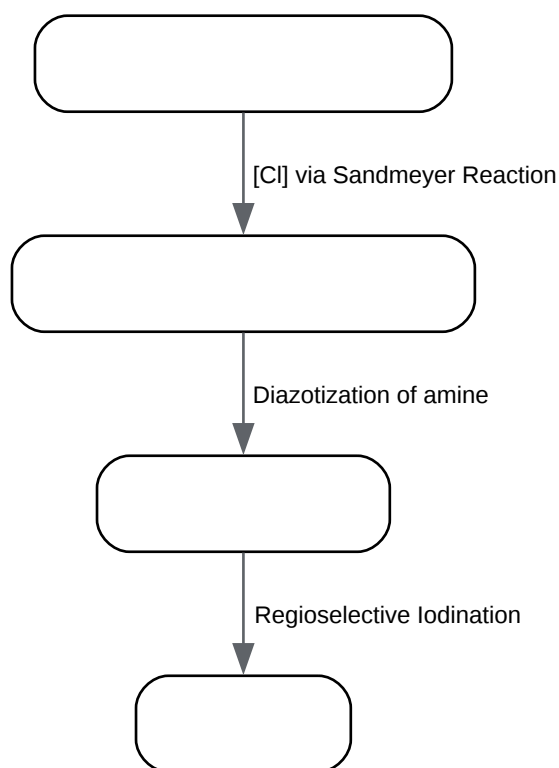 [Cl] via Sandmeyer Reaction
Diazotization of amine
Regioselective Iodination